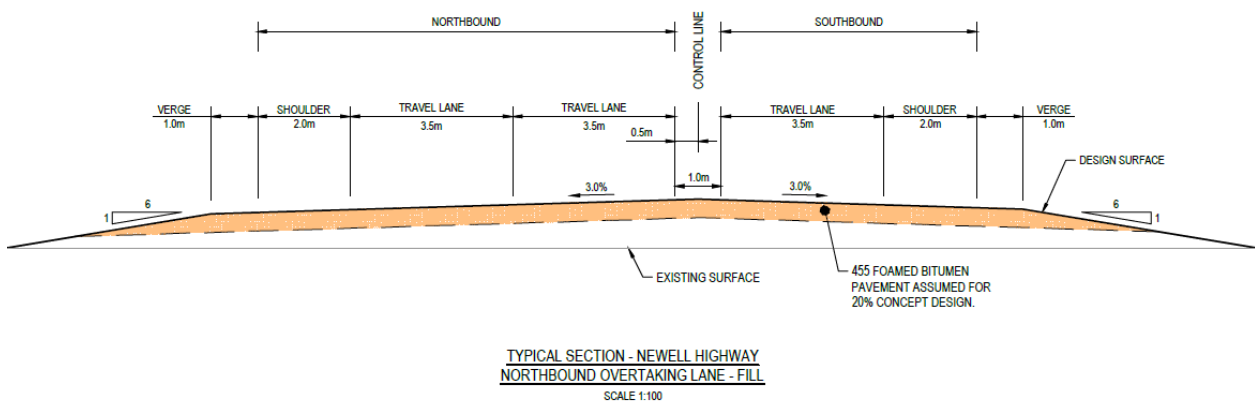 NORTHBOUND
CONTROL LINE
SOUTHBOUND
VERGE
1.0m
SHOULDER
2.0m
TRAVEL LANE
3.5m
TRAVEL LANE
3.5m
0.5m
1.0m
TRAVEL LANE
3.5m
SHOULDER
2.0m
VERGE
1.0m
DESIGN SURFACE
3.0%
3.0%
6
1
6
1
EXISTING SURFACE
455 FOAMED BITUMEN
PAVEMENT ASSUMED FOR
20% CONCEPT DESIGN.
TYPICAL SECTION - NEWELL HIGHWAY
NORTHBOUND OVERTAKING LANE - FILL
SCALE 1:100